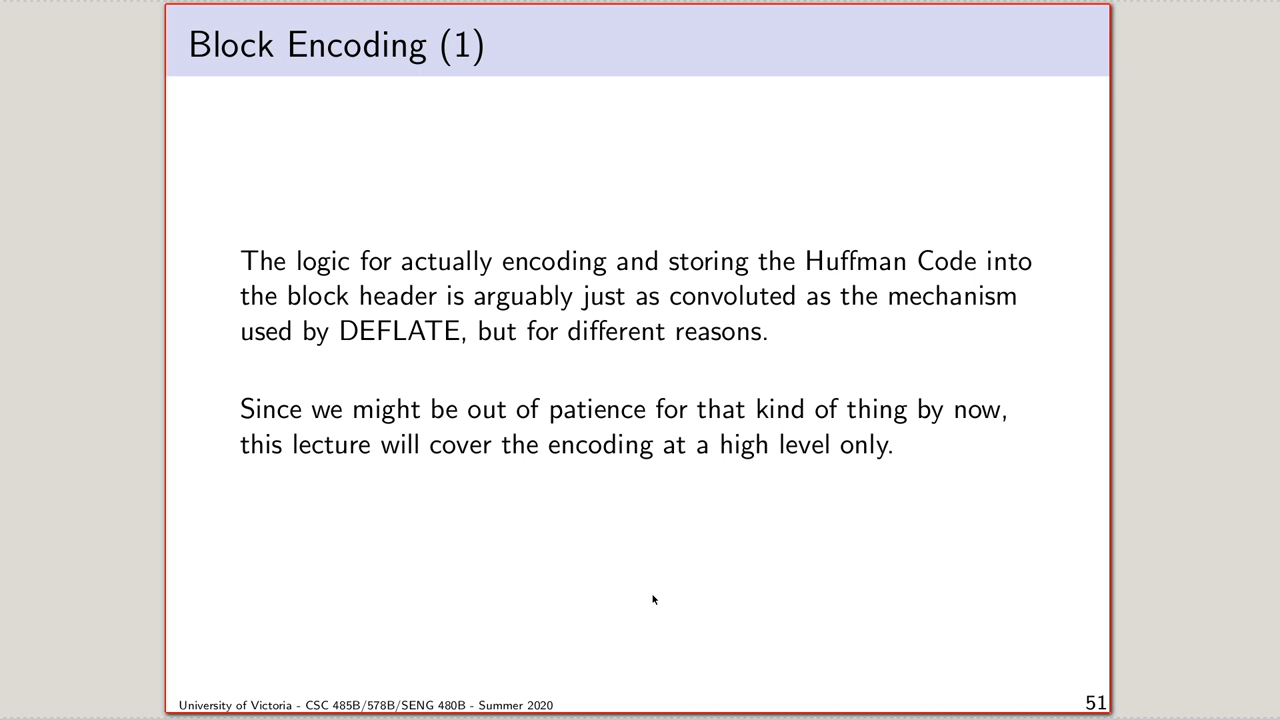 Block Encoding (1)
The logic for actually encoding and storing the Huffman Code into
the block header is arguably just as convoluted as the mechanism
used by DEFLATE, but for different reasons.
Since we might be out of patience for that kind of thing by now,
this lecture will cover the encoding at a high level only.
University of Victoria - CSC 485B/578B/SENG 480B - Summer 2020
51